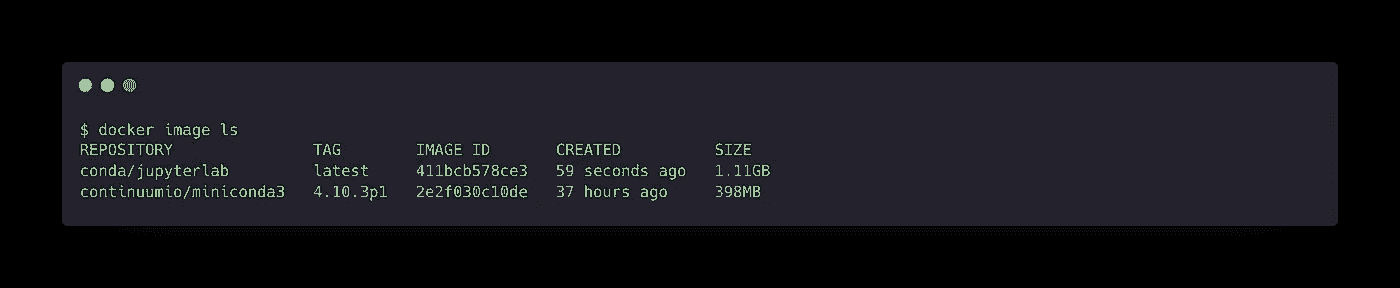 $ docker image ls
REPOSITORY TAG IMAGE ID CREATED SIZE
conda/jupyterlab latest 411bcb578ce3 59 seconds ago 1.11GB
continuumio/miniconda3 4.10.3p1 2e2f030c10de 37 hours ago 398MB